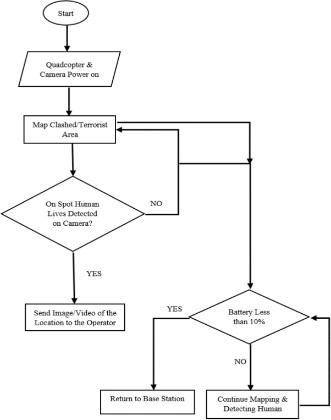 Start
Quadcopter &
Camera Power on
Map Clashed/Terrorist
Area
On Spot Human
Lives Detected
on Camera?
NO
YES
Send Image/Video of the
Location to the Operator
Battery Less
than 10%
YES
NO
Return to Base Station
Continue Mapping &
Detecting Human